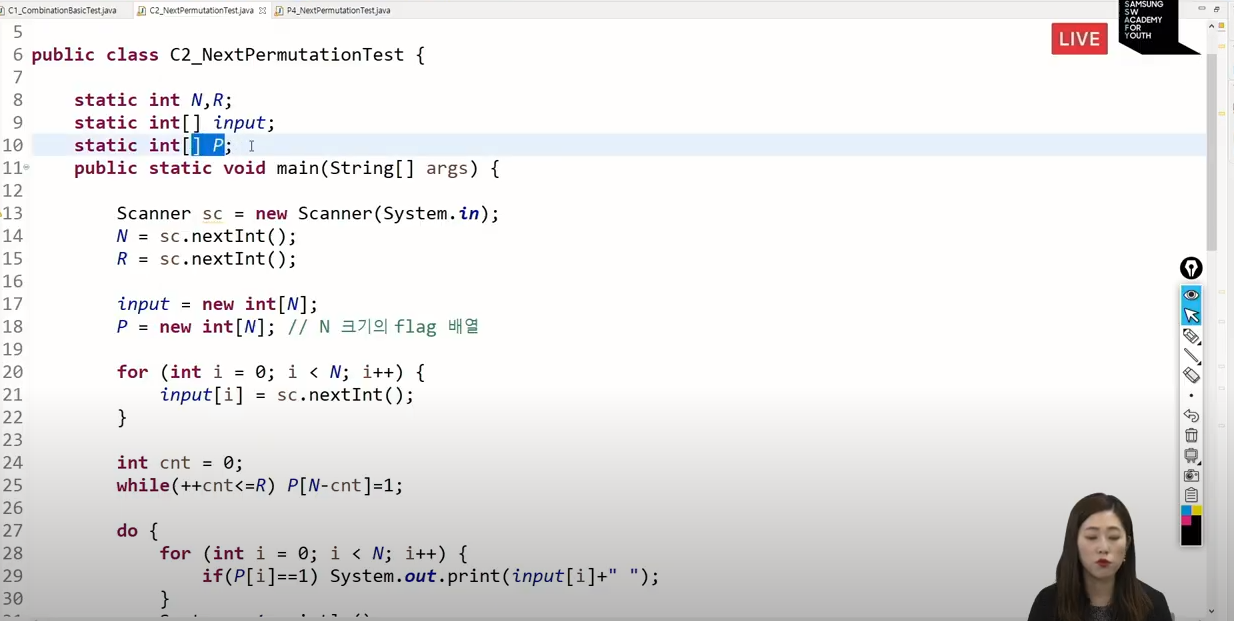 C1_CombinationBasicTest.java C2_NextPermutationTest.java P4_NextPermutationTest.java
SAMSUNG
SW
ACADEMY
FOR
YOUTH
LIVE
5
6 public class C2_NextPermutationTest {
7
8 static int N,R;
9 static int[] input;
10 static int[] P;
11 public static void main(String[] args) {
12
13 Scanner sc = new Scanner(System.in);
14 N = sc.nextInt();
15 R = sc.nextInt();
16
17 input = new int[N];
18 P = new int[N]; // N 크기의 flag 배열
19
20 for (int i = 0; i < N; i++) {
21 input[i] = sc.nextInt();
22 }
23
24 int cnt = 0;
25 while(++cnt<=R) P[N-cnt]=1;
26
27 do {
28 for (int i = 0; i < N; i++) {
29 if(P[i]==1) System.out.print(input[i]+" ");
30 }